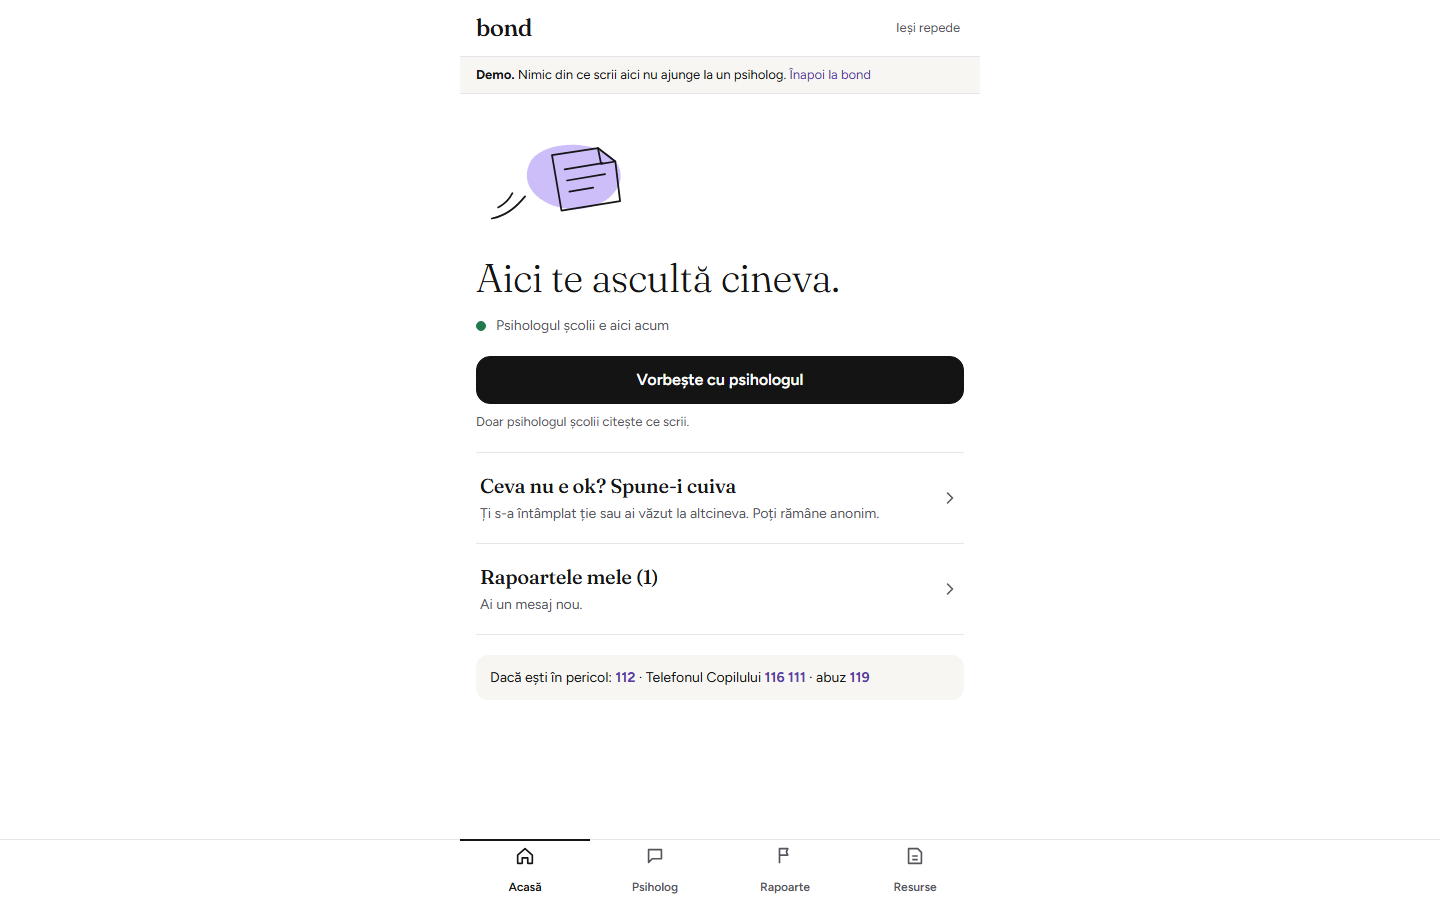 bond
Ieși repede
Demo. Nimic din ce scrii aici nu ajunge la un psiholog. Înapoi la bond
Aici te ascultă cineva.
Psihologul școlii e aici acum
Vorbește cu psihologul
Doar psihologul școlii citește ce scrii.
Ceva nu e ok? Spune-i cuiva
Ți s-a întâmplat ție sau ai văzut la altcineva. Poți rămâne anonim.
Rapoartele mele (1)
Ai un mesaj nou.
Dacă ești în pericol: 112 · Telefonul Copilului 116 111 · abuz 119
Acasă
Psiholog
Rapoarte
Resurse